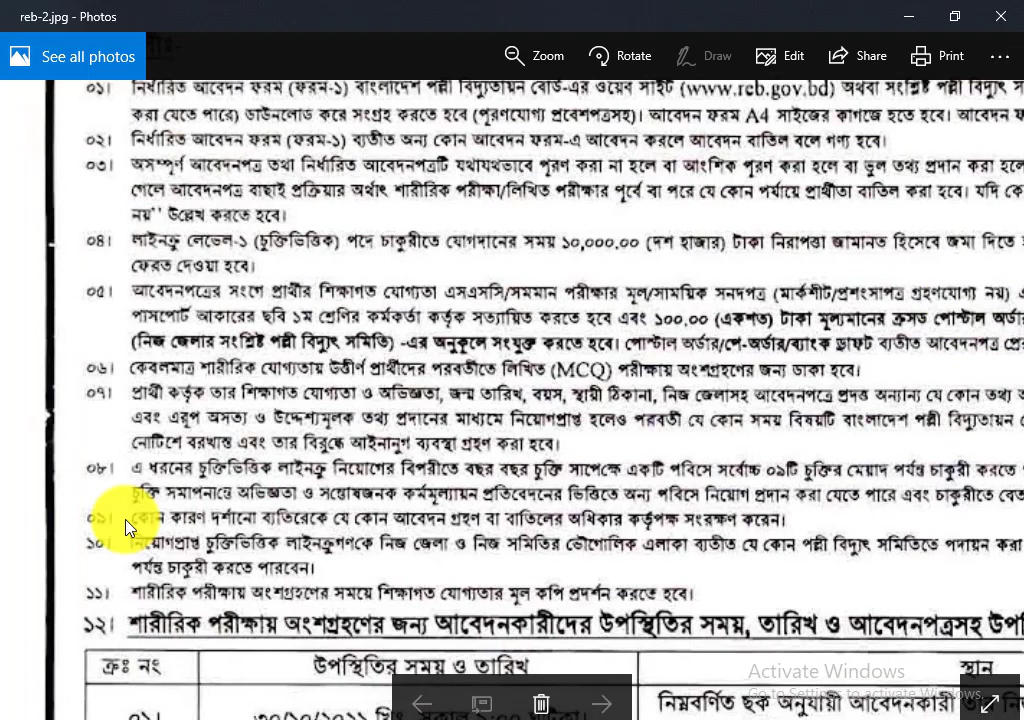 reb-2.jpg - Photos
See all photos
Zoom
Rotate
Draw
Edit
Share
Print
০১। নির্ধারিত আবেদন ফরম (ফরম-১) বাংলাদেশ পল্লী বিদ্যুতায়ন বোর্ড-এর ওয়েব সাইট (www.reb.gov.bd) অথবা সংশ্লিষ্ট পল্লী বিদ্যুৎ স
করা যেতে পারে) ডাউনলোড করে সংগ্রহ করতে হবে (পূরণযোগ্য প্রবেশপত্রসহ)। আবেদন ফরম A4 সাইজের কাগজে হতে হবে। আবেদন ফ
০২। নির্ধারিত আবেদন ফরম (ফরম-১) ব্যতীত অন্য কোন আবেদন ফরম-এ আবেদন করলে আবেদন বাতিল বলে গণ্য হবে।
০৩। অসম্পূর্ণ আবেদনপত্র তথা নির্ধারিত আবেদনপত্রটি যথাযথভাবে পূরণ করা না হলে বা আংশিক পূরণ করা হলে বা ভুল তথ্য প্রদান করা হলে
গেলে আবেদনপত্র বাছাই প্রক্রিয়ার অর্থাৎ শারীরিক পরীক্ষা/লিখিত পরীক্ষার পূর্বে বা পরে যে কোন পর্যায়ে প্রার্থীতা বাতিল করা হবে। যদি কে
নয়'' উল্লেখ করতে হবে।
০৪। লাইনক্রু লেভেল-১ (চুক্তিভিত্তিক) পদে চাকুরীতে যোগদানের সময় ১০,০০০.০০ (দশ হাজার) টাকা নিরাপত্তা জামানত হিসেবে জমা দিতে
ফেরত দেওয়া হবে।
০৫। আবেদনপত্রের সংগে প্রার্থীর শিক্ষাগত যোগ্যতা এসএসসি/সমমান পরীক্ষার মূল/সাময়িক সনদপত্র (মার্কশীট/প্রশংসাপত্র গ্রহণযোগ্য নয়) এ
পাসপোর্ট আকারের ছবি ১ম শ্রেণির কর্মকর্তা কর্তৃক সত্যায়িত করতে হবে এবং ১০০.০০ (একশত) টাকা মূল্যমানের ক্রসড পোস্টাল অর্ডার
(নিজ জেলার সংশ্লিষ্ট পল্লী বিদ্যুৎ সমিতি) -এর অনুকূলে সংযুক্ত করতে হবে। পোস্টাল অর্ডার/পে-অর্ডার/ব্যাংক ড্রাফট ব্যতীত আবেদনপত্র প্রে
০৬। কেবলমাত্র শারীরিক যোগ্যতায় উত্তীর্ণ প্রার্থীদের পরবর্তীতে লিখিত (MCQ) পরীক্ষায় অংশগ্রহণের জন্য ডাকা হবে।
০৭। প্রার্থী কর্তৃক তার শিক্ষাগত যোগ্যতা ও অভিজ্ঞতা, জন্ম তারিখ, বয়স, স্থায়ী ঠিকানা, নিজ জেলাসহ আবেদনপত্রে প্রদত্ত অন্যান্য যে কোন তথ্য অ
এবং এরূপ অসত্য ও উদ্দেশ্যমূলক তথ্য প্রদানের মাধ্যমে নিয়োগপ্রাপ্ত হলেও পরবর্তী যে কোন সময় বিষয়টি বাংলাদেশ পল্লী বিদ্যুতায়ন
নোটিশে বরখাস্ত এবং তার বিরুদ্ধে আইনানুগ ব্যবস্থা গ্রহণ করা হবে।
০৮। এ ধরনের চুক্তিভিত্তিক লাইনক্রু নিয়োগের বিপরীতে বছর বছর চুক্তি সাপেক্ষে একটি পবিসে সর্বোচ্চ ০৯টি চুক্তির মেয়াদ পর্যন্ত চাকুরী করতে
চুক্তি সমাপনান্তে অভিজ্ঞতা ও সন্তোষজনক কর্মমূল্যায়ন প্রতিবেদনের ভিত্তিতে অন্য পবিসে নিয়োগ প্রদান করা যেতে পারে এবং চাকুরীতে বেত
০৯। কোন কারণ দর্শানো ব্যতিরেকে যে কোন আবেদন গ্রহণ বা বাতিলের অধিকার কর্তৃপক্ষ সংরক্ষণ করেন।
১০। নিয়োগপ্রাপ্ত চুক্তিভিত্তিক লাইনক্রুগণকে নিজ জেলা ও নিজ সমিতির ভৌগোলিক এলাকা ব্যতীত যে কোন পল্লী বিদ্যুৎ সমিতিতে পদায়ন করা
পর্যন্ত চাকুরী করতে পারবেন।
১১। শারীরিক পরীক্ষায় অংশগ্রহণের সময়ে শিক্ষাগত যোগ্যতার মূল কপি প্রদর্শন করতে হবে।
১২। শারীরিক পরীক্ষায় অংশগ্রহণের জন্য আবেদনকারীদের উপস্থিতির সময়, তারিখ ও আবেদনপত্রসহ উপ
ক্রঃ নং উপস্থিতির সময় ও তারিখ স্থান
Activate Windows
Go to Settings to activate Windows.
নিম্নবর্ণিত ছক অনুযায়ী আবেদনকারী নি
০১। ৩০/১০/২০২১ খ্রিঃ সকাল ৯:০০ ঘটিকা।